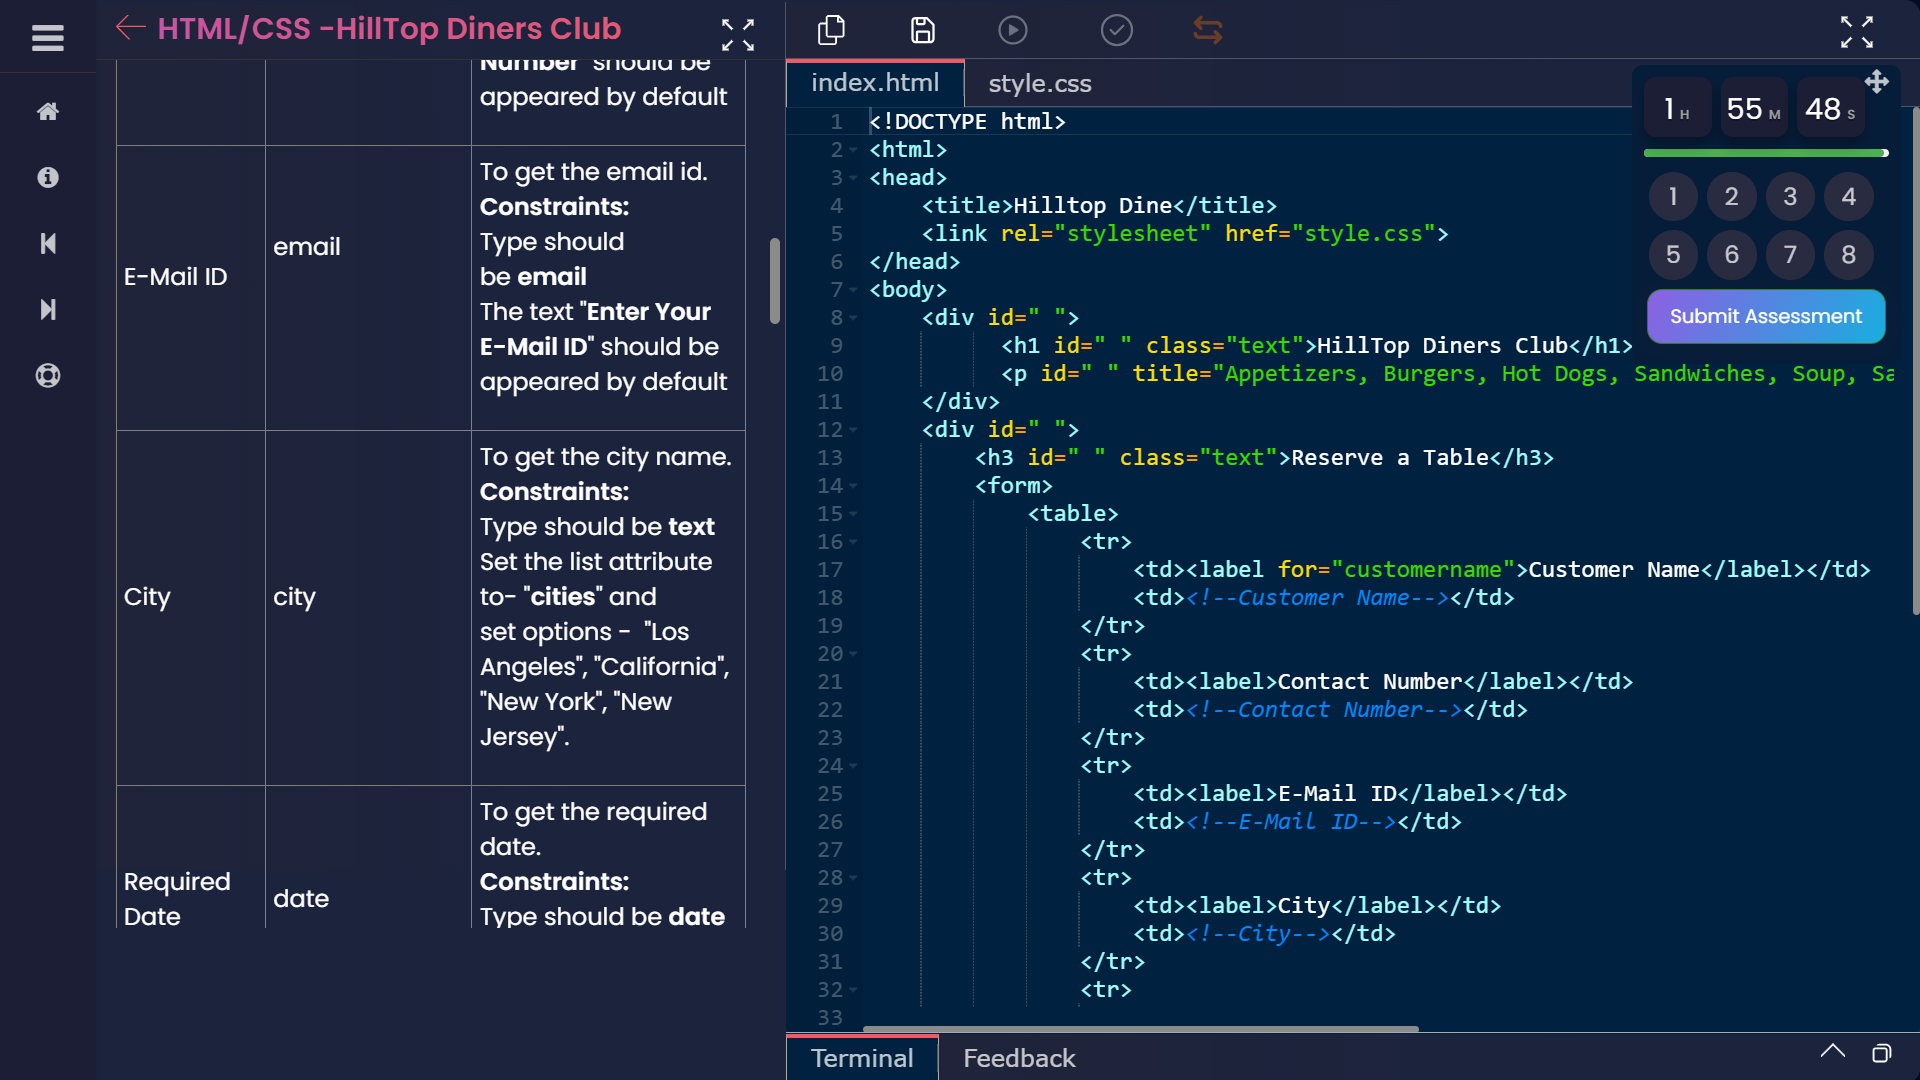 HTML/CSS -HillTop Diners Club
Number" should be
appeared by default
E-Mail ID
email
To get the email id.
Constraints:
Type should
be email
The text "Enter Your
E-Mail ID" should be
appeared by default
City
city
To get the city name.
Constraints:
Type should be text
Set the list attribute
to- "cities" and
set options -  "Los
Angeles", "California",
"New York", "New
Jersey".
Required
Date
date
To get the required
date.
Constraints:
Type should be date
index.html
style.css
1 <!DOCTYPE html>
2 <html>
3 <head>
4     <title>Hilltop Dine</title>
5     <link rel="stylesheet" href="style.css">
6 </head>
7 <body>
8     <div id=" ">
9           <h1 id=" " class="text">HillTop Diners Club</h1>
10           <p id=" " title="Appetizers, Burgers, Hot Dogs, Sandwiches, Soup, Sa
11     </div>
12     <div id=" ">
13         <h3 id=" " class="text">Reserve a Table</h3>
14         <form>
15             <table>
16                 <tr>
17                     <td><label for="customername">Customer Name</label></td>
18                     <td><!--Customer Name--></td>
19                 </tr>
20                 <tr>
21                     <td><label>Contact Number</label></td>
22                     <td><!--Contact Number--></td>
23                 </tr>
24                 <tr>
25                     <td><label>E-Mail ID</label></td>
26                     <td><!--E-Mail ID--></td>
27                 </tr>
28                 <tr>
29                     <td><label>City</label></td>
30                     <td><!--City--></td>
31                 </tr>
32                 <tr>
33
1 H 55 M 48 S
1 2 3 4
5 6 7 8
Submit Assessment
Terminal
Feedback